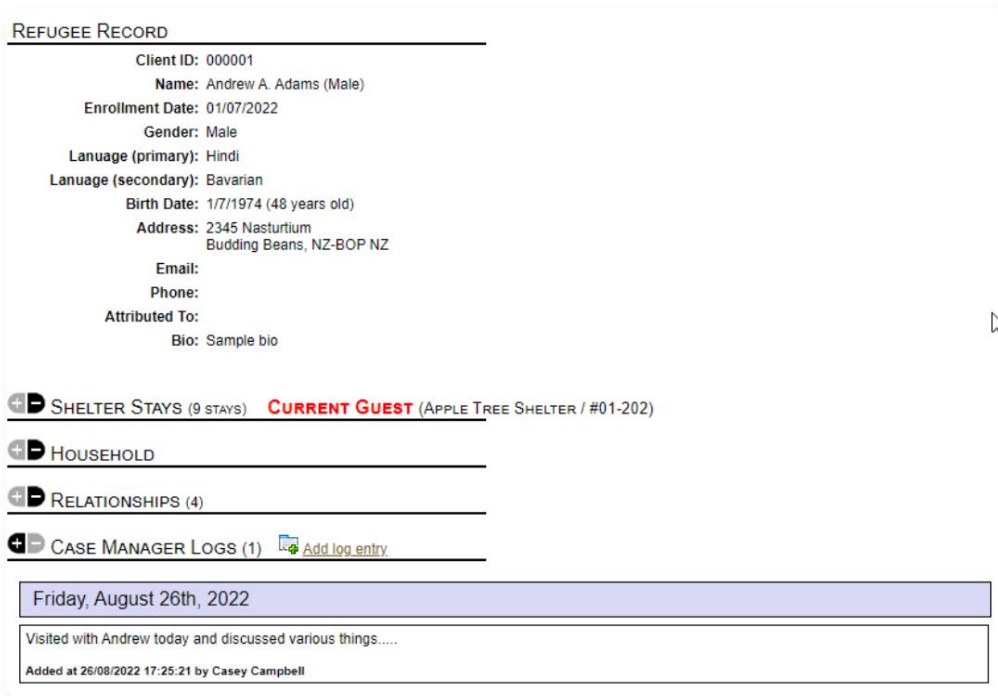 REFUGEE RECORD
Client ID: 000001
Name: Andrew A. Adams (Male)
Enrollment Date: 01/07/2022
Gender: Male
Lanuage (primary): Hindi
Lanuage (secondary): Bavarian
Birth Date: 1/7/1974 (48 years old)
Address: 2345 Nasturtium
Budding Beans, NZ-BOP NZ
Email:
Phone:
Attributed To:
Bio: Sample bio
SHELTER STAYS (9 STAYS) CURRENT GUEST (APPLE TREE SHELTER / #01-202)
HOUSEHOLD
RELATIONSHIPS (4)
CASE MANAGER LOGS (1) Add log entry
Friday, August 26th, 2022
Visited with Andrew today and discussed various things.....
Added at 26/08/2022 17:25:21 by Casey Campbell